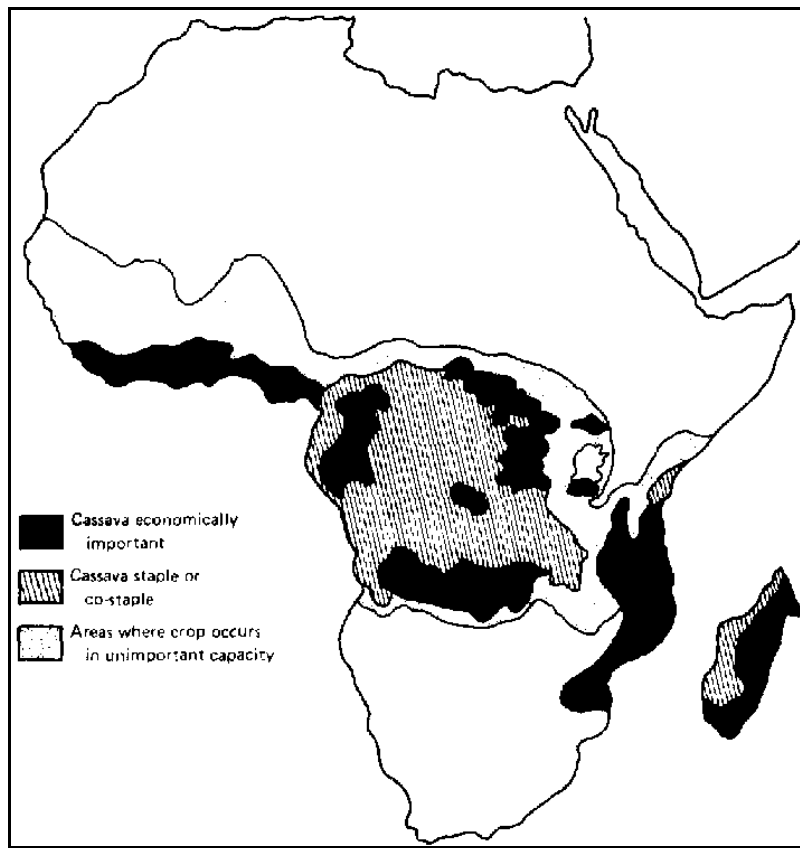 Cassava economically
important
Cassava staple or
co-staple
Areas where crop occurs
in unimportant capacity